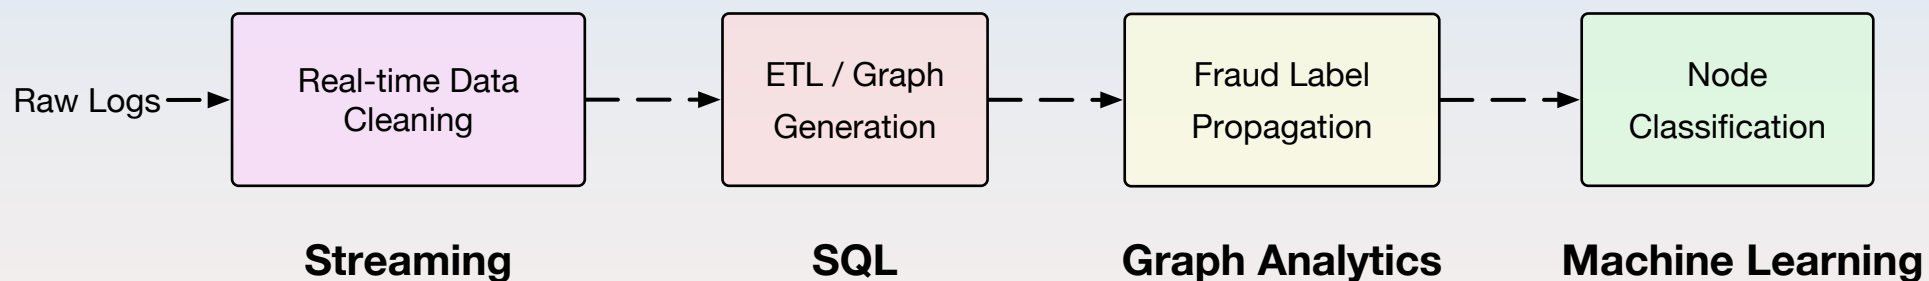 Raw Logs
Real-time Data
Cleaning
ETL / Graph
Generation
Fraud Label
Propagation
Node
Classification
Streaming
SQL
Graph Analytics
Machine Learning